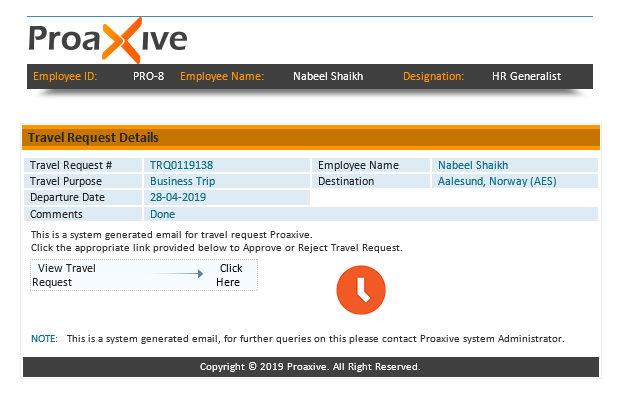 ProaXive
Employee ID: PRO-8 Employee Name: Nabeel Shaikh Designation: HR Generalist
Travel Request Details
Travel Request # TRQ0119138 Employee Name Nabeel Shaikh
Travel Purpose Business Trip Destination Aalesund, Norway (AES)
Departure Date 28-04-2019
Comments Done
This is a system generated email for travel request Proaxive.
Click the appropriate link provided below to Approve or Reject Travel Request.
View Travel Click
Request Here
NOTE: This is a system generated email, for further queries on this please contact Proaxive system Administrator.
Copyright © 2019 Proaxive. All Right Reserved.